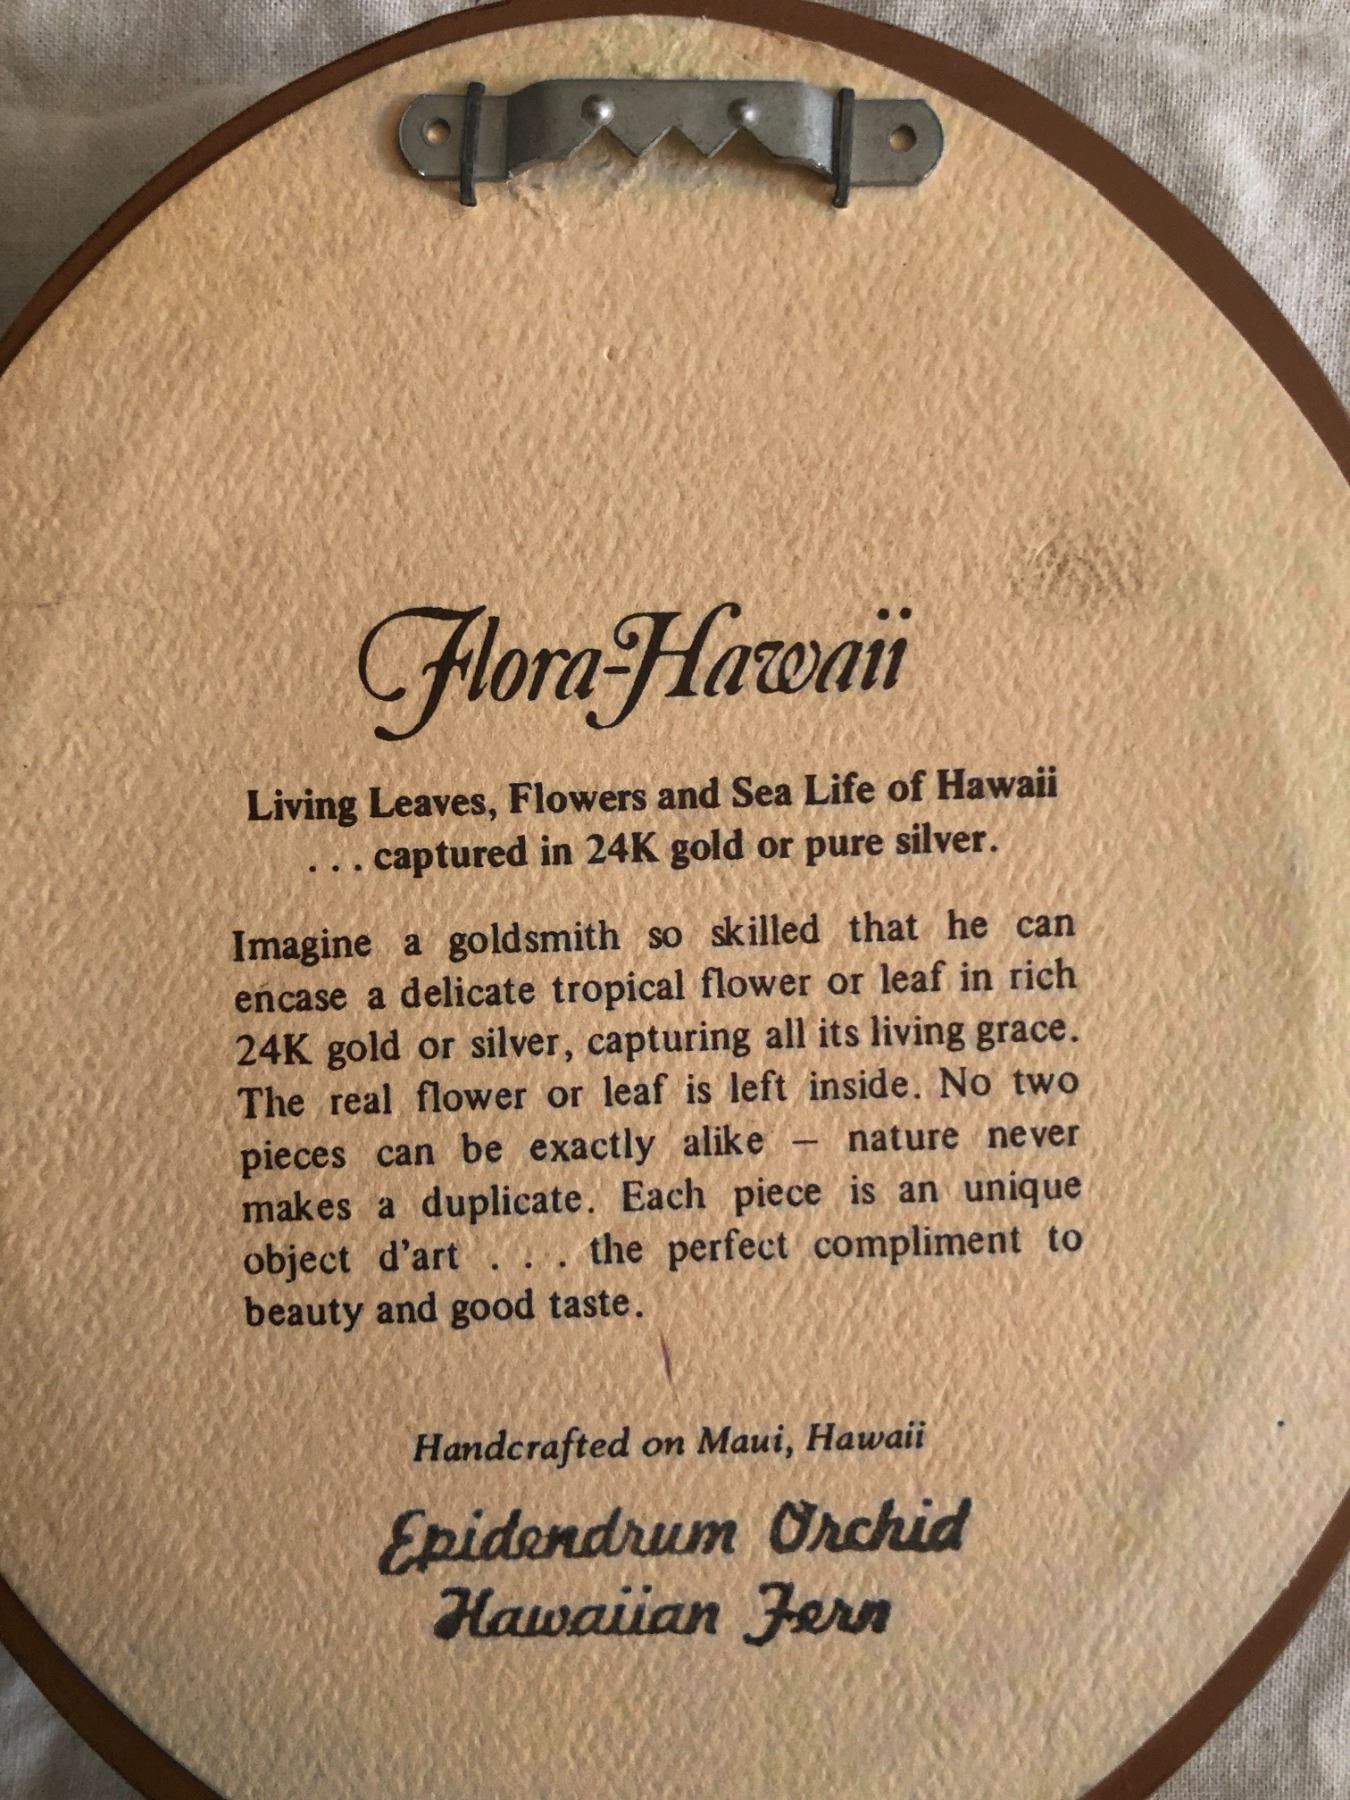 Flora-Hawaii
Living Leaves, Flowers and Sea Life of Hawaii
. . . captured in 24K gold or pure silver.
Imagine a goldsmith so skilled that he can
encase a delicate tropical flower or leaf in rich
24K gold or silver, capturing all its living grace.
The real flower or leaf is left inside. No two
pieces can be exactly alike – nature never
makes a duplicate. Each piece is an unique
object d'art . . . the perfect compliment to
beauty and good taste.
Handcrafted on Maui, Hawaii
Epidendrum Orchid
Hawaiian Fern